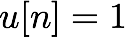 u[n] = 1